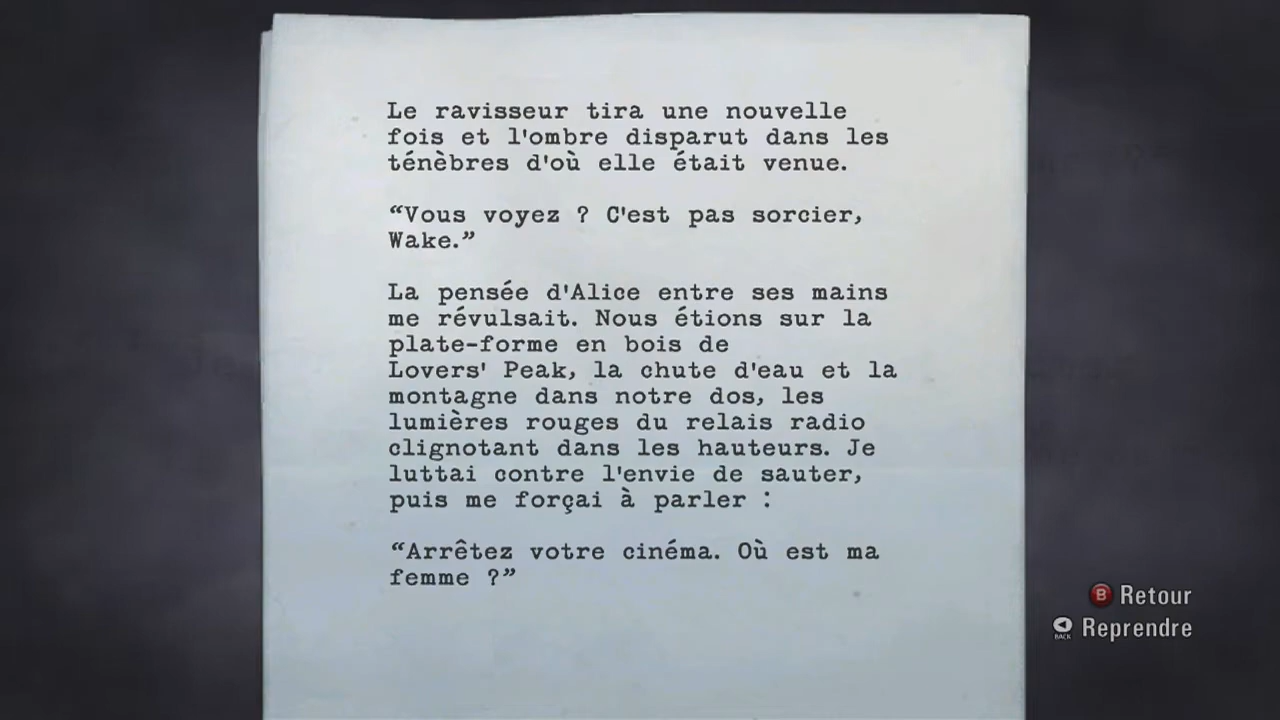 Le ravisseur tira une nouvelle
fois et l'ombre disparut dans les
ténèbres d'où elle était venue.
“Vous voyez ? C'est pas sorcier,
Wake.”
La pensée d'Alice entre ses mains
me révulsait. Nous étions sur la
plate-forme en bois de
Lovers' Peak, la chute d'eau et la
montagne dans notre dos, les
lumières rouges du relais radio
clignotant dans les hauteurs. Je
luttai contre l'envie de sauter,
puis me forçai à parler :
“Arrêtez votre cinéma. Où est ma
femme ?”
B Retour
BACK Reprendre